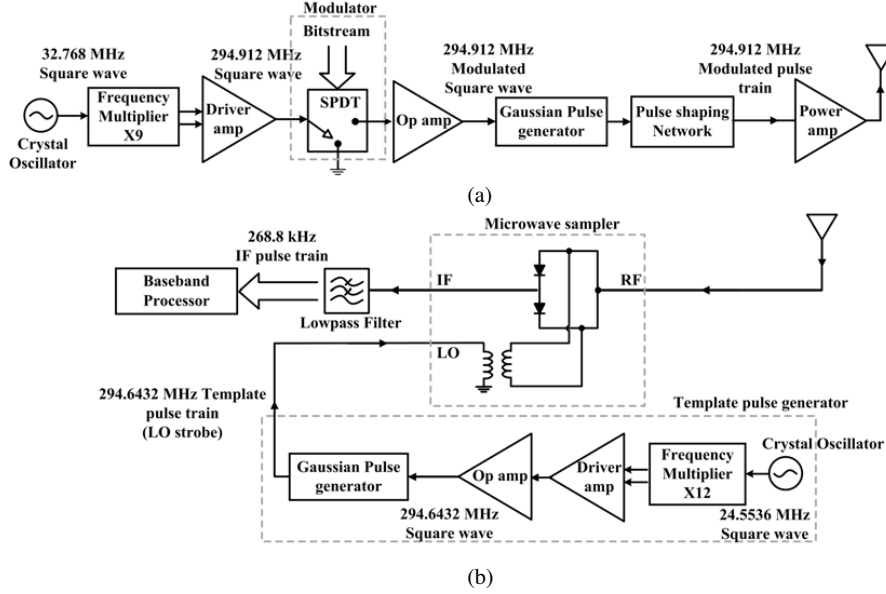 Modulator
Bitstream
32.768 MHz
Square wave
294.912 MHz
Square wave
294.912 MHz
Modulated
Square wave
294.912 MHz
Modulated pulse
train
Crystal
Oscillator
Frequency
Multiplier
X9
Driver
amp
SPDT
Op amp
Gaussian Pulse
generator
Pulse shaping
Network
Power
amp
(a)
Microwave sampler
268.8 kHz
IF pulse train
Baseband
Processor
Lowpass Filter
IF
RF
LO
294.6432 MHz Template
pulse train
(LO strobe)
Template pulse generator
Gaussian Pulse
generator
Op amp
Driver
amp
Frequency
Multiplier
X12
Crystal Oscillator
294.6432 MHz
Square wave
24.5536 MHz
Square wave
(b)